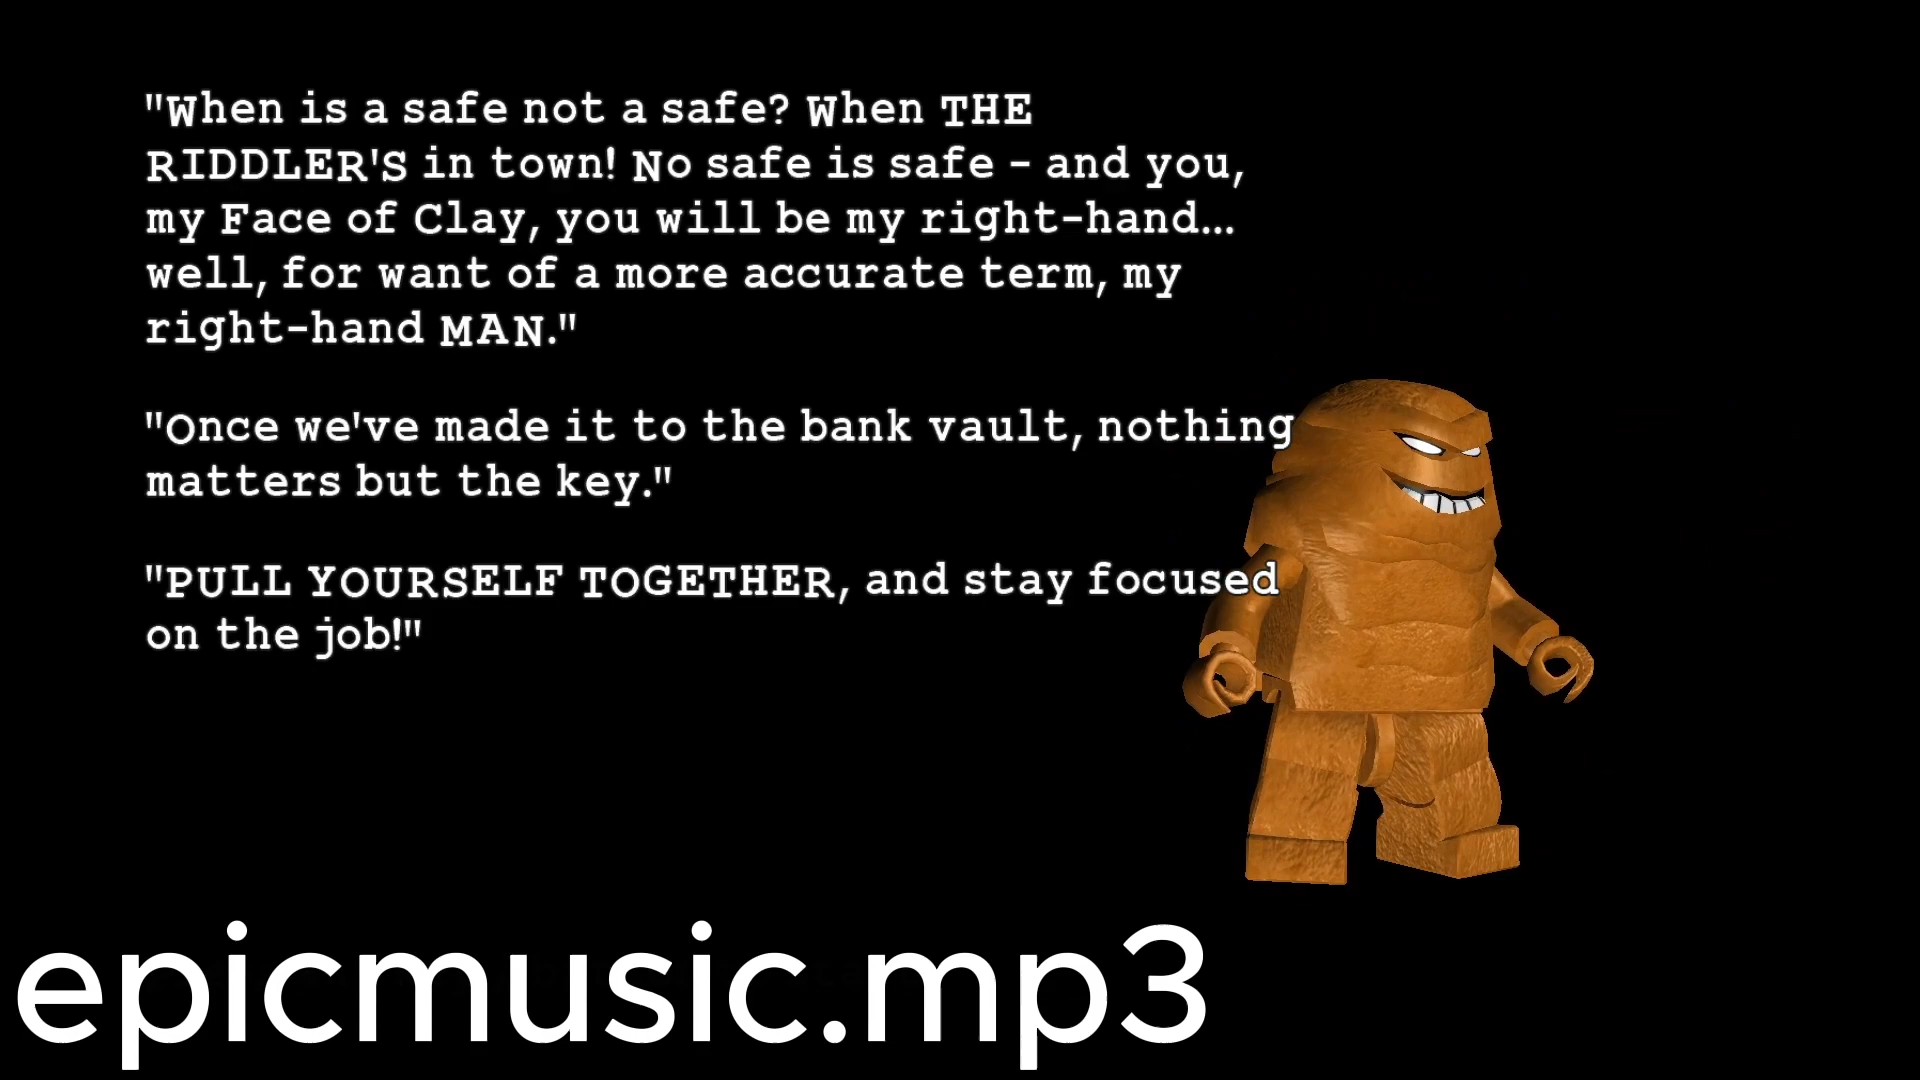 "When is a safe not a safe? When THE
RIDDLER'S in town! No safe is safe - and you,
my Face of Clay, you will be my right-hand...
well, for want of a more accurate term, my
right-hand MAN."
"Once we've made it to the bank vault, nothing
matters but the key."
"PULL YOURSELF TOGETHER, and stay focused
on the job!"
epicmusic.mp3